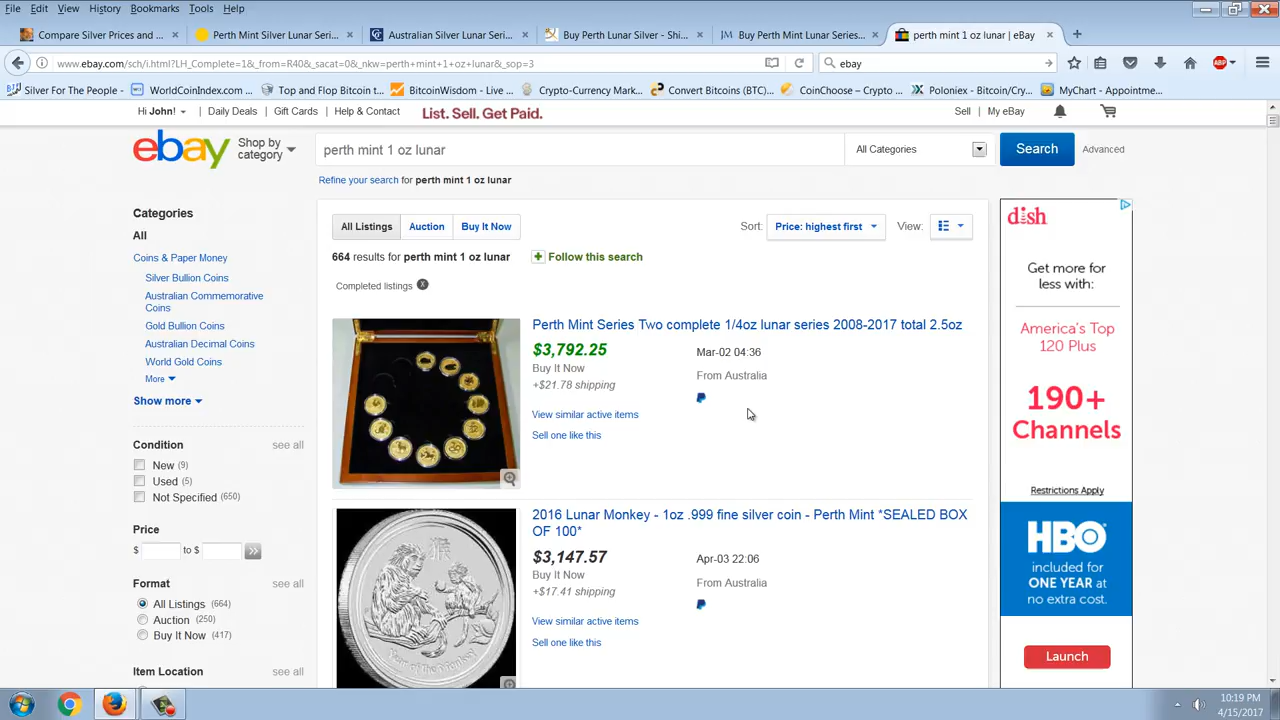 File Edit View History Bookmarks Tools Help
Compare Silver Prices and ... × Perth Mint Silver Lunar Serie... × Australian Silver Lunar Seri... × Buy Perth Lunar Silver - Shi... × JM Buy Perth Mint Lunar Series... × perth mint 1 oz lunar | eBay × +
www.ebay.com/sch/i.html?LH_Complete=1&_from=R40&_sacat=0&_nkw=perth+mint+1+oz+lunar&_sop=3
ebay
ABP
Silver For The People - ... WorldCoinIndex.com ... Top and Flop Bitcoin t... BitcoinWisdom - Live ... Crypto-Currency Mark... Convert Bitcoins (BTC)... CoinChoose – Crypto ... Poloniex - Bitcoin/Cry... MyChart - Appointme...
Hi John! Daily Deals Gift Cards Help & Contact List. Sell. Get Paid. Sell My eBay
ebay
Shop by
category
perth mint 1 oz lunar
All Categories
Search
Advanced
Refine your search for perth mint 1 oz lunar
Categories
All
Coins & Paper Money
Silver Bullion Coins
Australian Commemorative
Coins
Gold Bullion Coins
Australian Decimal Coins
World Gold Coins
More
Show more
Condition see all
New (9)
Used (5)
Not Specified (650)
Price
$ to $ >>
Format see all
All Listings (664)
Auction (250)
Buy It Now (417)
Item Location see all
All Listings Auction Buy It Now
Sort: Price: highest first View:
664 results for perth mint 1 oz lunar + Follow this search
Completed listings X
Perth Mint Series Two complete 1/4oz lunar series 2008-2017 total 2.5oz
$3,792.25 Mar-02 04:36
Buy It Now From Australia
+$21.78 shipping
View similar active items
Sell one like this
2016 Lunar Monkey - 1oz .999 fine silver coin - Perth Mint *SEALED BOX
OF 100*
$3,147.57 Apr-03 22:06
Buy It Now From Australia
+$17.41 shipping
View similar active items
Sell one like this
猴
Year of the Monkey
dish
Get more for
less with:
America's Top
120 Plus
190+
Channels
Restrictions Apply
HBO
included for
ONE YEAR at
no extra cost.
Launch
10:19 PM
4/15/2017